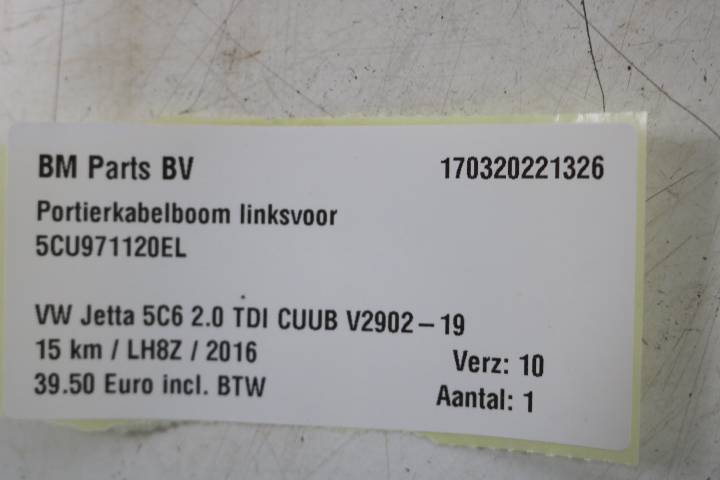 BM Parts BV 170320221326
Portierkabelboom linksvoor
5CU971120EL
VW Jetta 5C6 2.0 TDI CUUB V2902-19
15 km / LH8Z / 2016 Verz: 10
39.50 Euro incl. BTW Aantal: 1